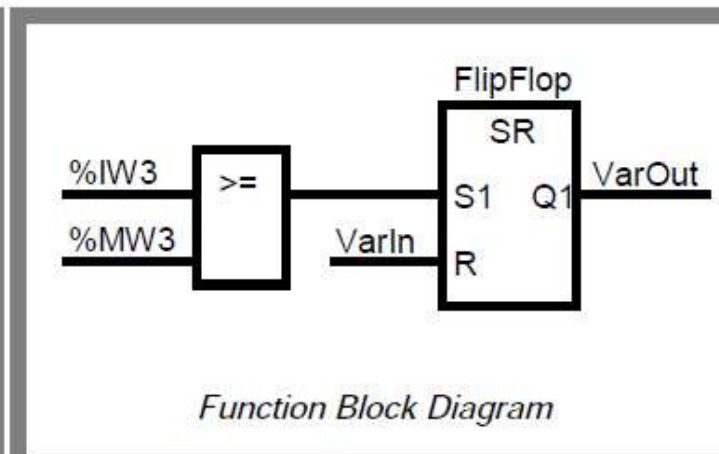 FlipFlop
SR
%IW3
>=
S1 Q1
VarOut
%MW3
VarIn
R
Function Block Diagram